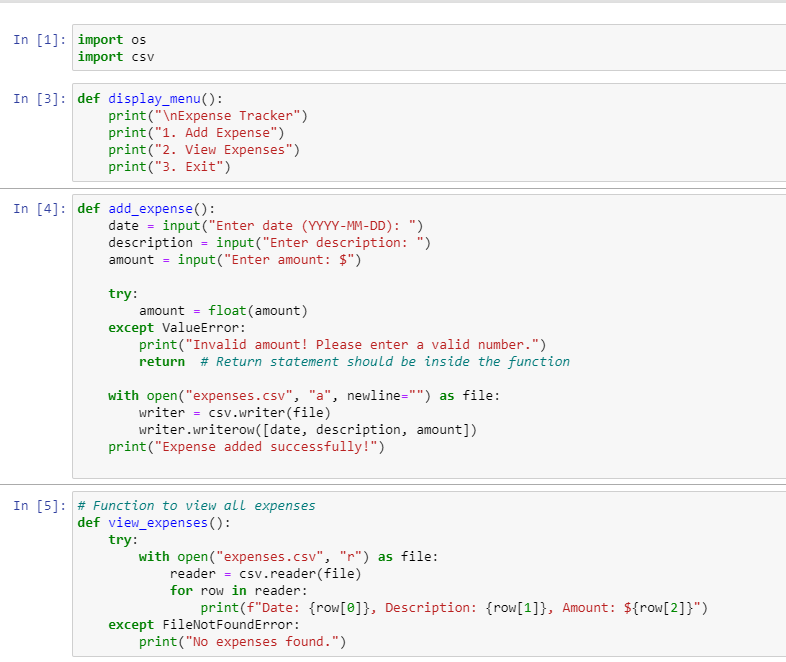 In [1]: import os
import csv
In [3]: def display_menu():
    print("\nExpense Tracker")
    print("1. Add Expense")
    print("2. View Expenses")
    print("3. Exit")
In [4]: def add_expense():
    date = input("Enter date (YYYY-MM-DD): ")
    description = input("Enter description: ")
    amount = input("Enter amount: $")
    try:
        amount = float(amount)
    except ValueError:
        print("Invalid amount! Please enter a valid number.")
        return  # Return statement should be inside the function
    with open("expenses.csv", "a", newline="") as file:
        writer = csv.writer(file)
        writer.writerow([date, description, amount])
    print("Expense added successfully!")
In [5]: # Function to view all expenses
def view_expenses():
    try:
        with open("expenses.csv", "r") as file:
            reader = csv.reader(file)
            for row in reader:
                print(f"Date: {row[0]}, Description: {row[1]}, Amount: ${row[2]}")
    except FileNotFoundError:
        print("No expenses found.")